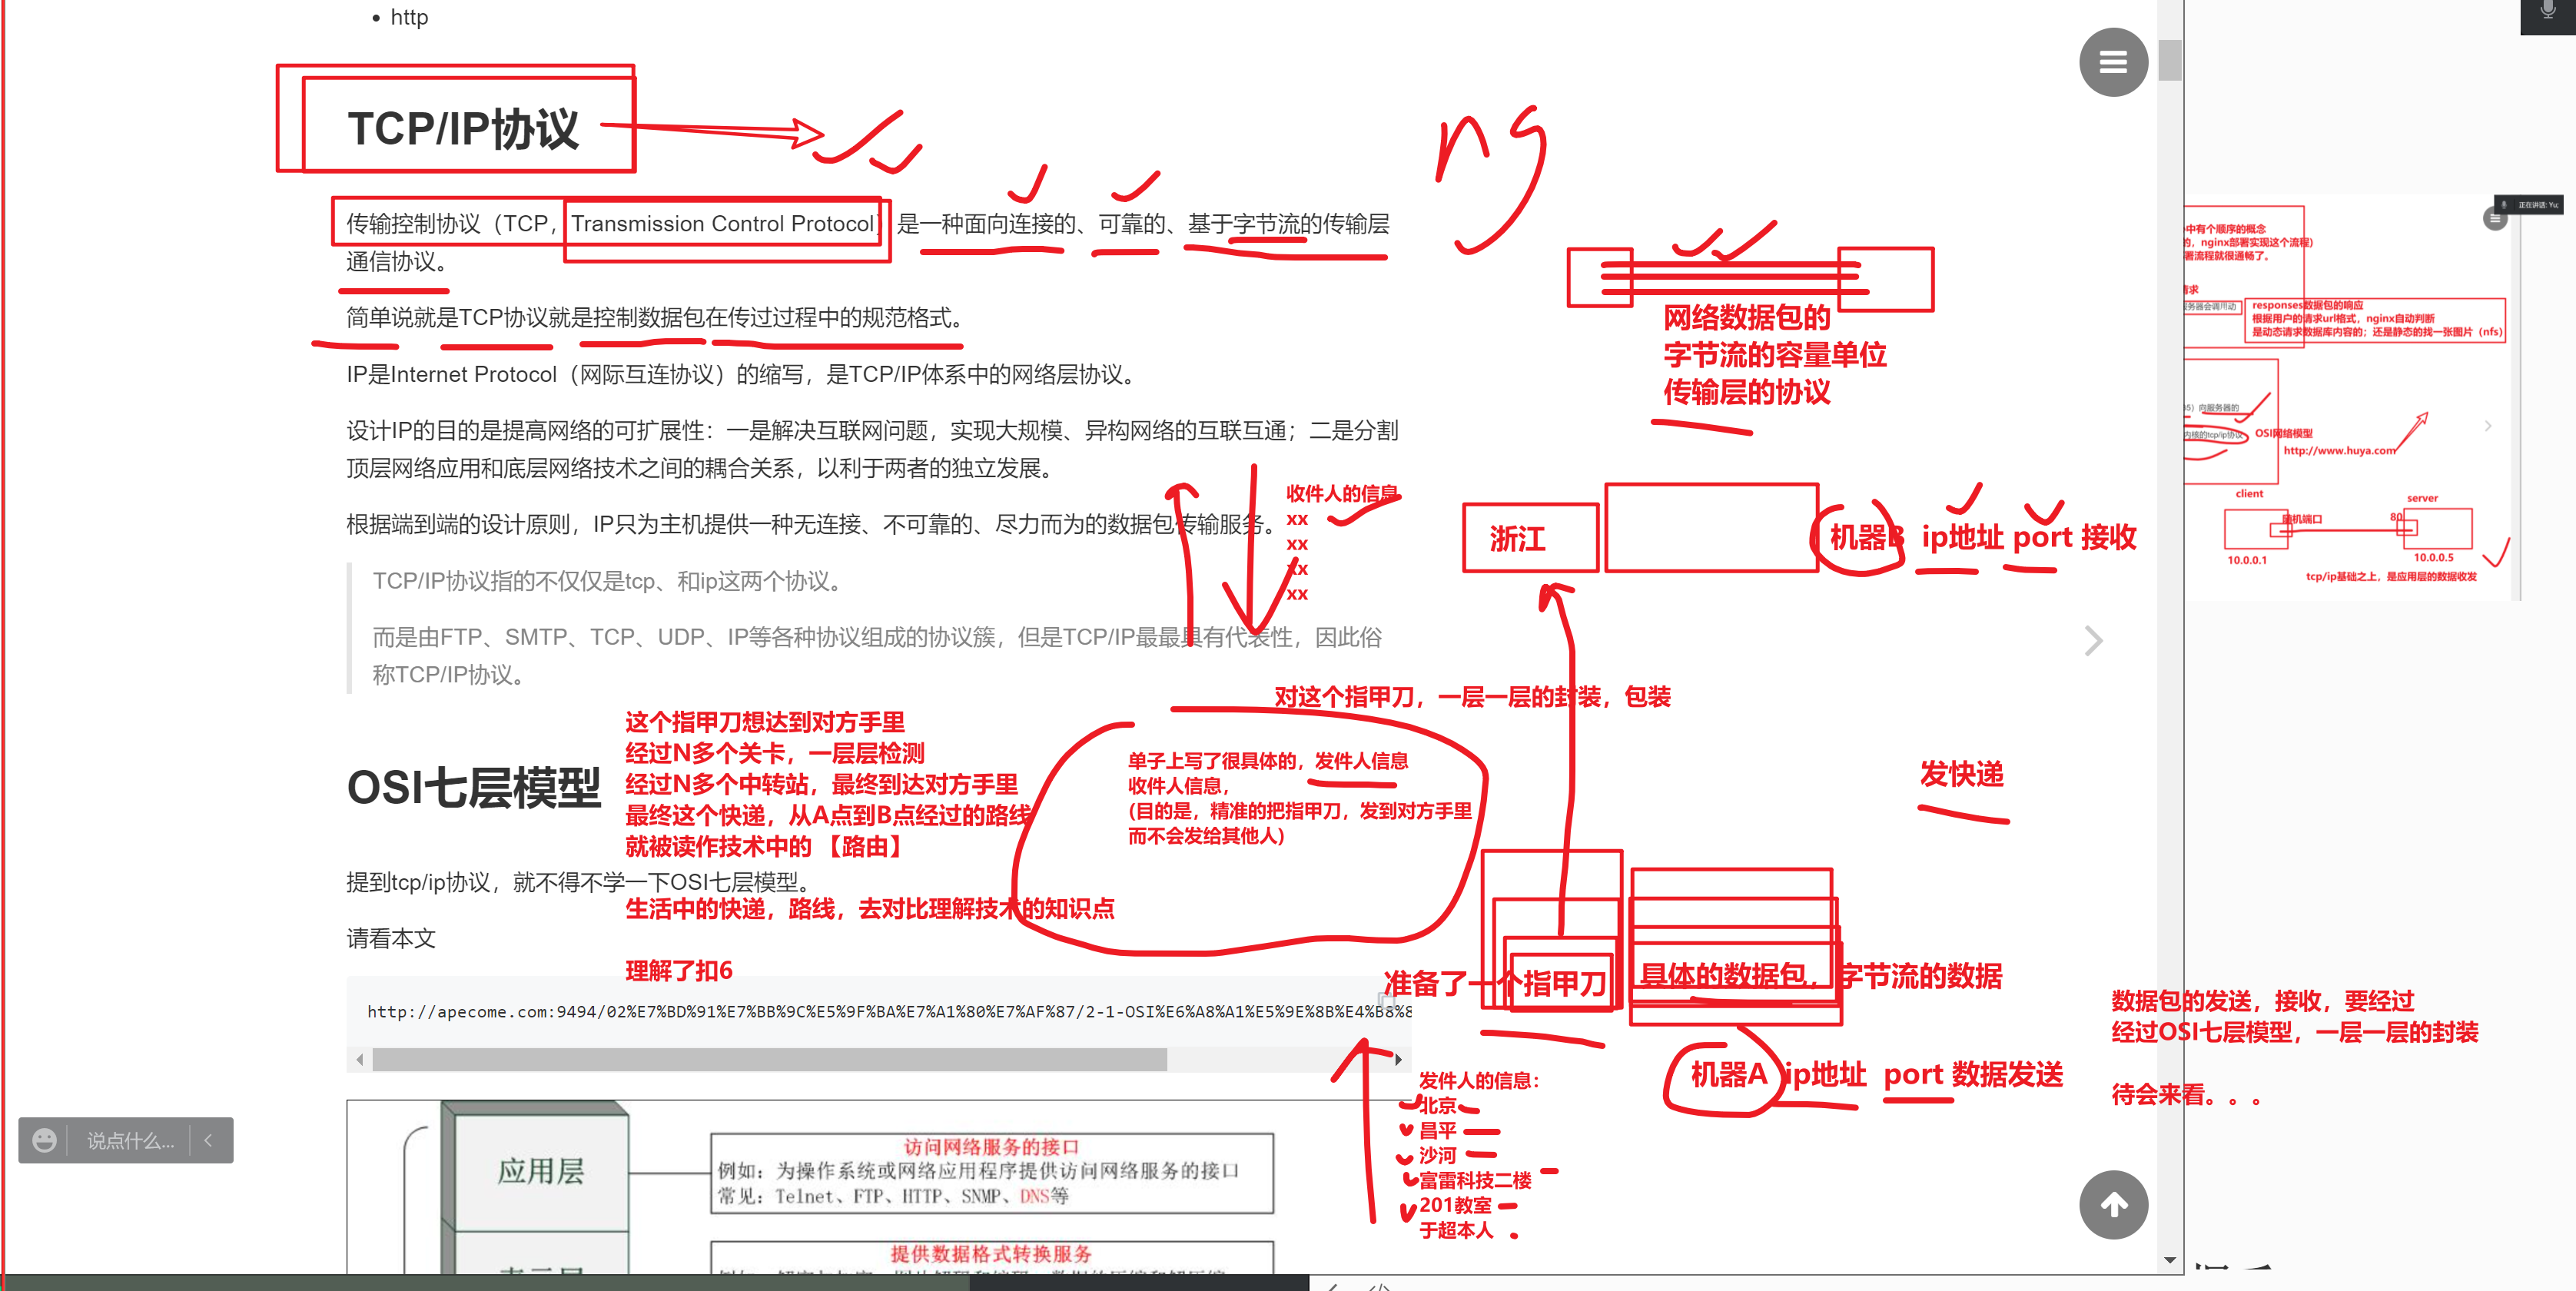 http
TCP/IP协议
ng
传输控制协议（TCP，Transmission Control Protocol）是一种面向连接的、可靠的、基于字节流的传输层
通信协议。
简单说就是TCP协议就是控制数据包在传过过程中的规范格式。
IP是Internet Protocol（网际互连协议）的缩写，是TCP/IP体系中的网络层协议。
设计IP的目的是提高网络的可扩展性：一是解决互联网问题，实现大规模、异构网络的互联互通；二是分割
顶层网络应用和底层网络技术之间的耦合关系，以利于两者的独立发展。
根据端到端的设计原则，IP只为主机提供一种无连接、不可靠的、尽力而为的数据包传输服务。
TCP/IP协议指的不仅仅是tcp、和ip这两个协议。
而是由FTP、SMTP、TCP、UDP、IP等各种协议组成的协议簇，但是TCP/IP最最具有代表性，因此俗
称TCP/IP协议。
网络数据包的
字节流的容量单位
传输层的协议
收件人的信息
xx
xx
xx
xx
浙江
机器B ip地址 port 接收
对这个指甲刀，一层一层的封装，包装
这个指甲刀想达到对方手里
经过N多个关卡，一层层检测
经过N多个中转站，最终到达对方手里
最终这个快递，从A点到B点经过的路线
就被读作技术中的 【路由】
生活中的快递，路线，去对比理解技术的知识点
理解了扣6
OSI七层模型
提到tcp/ip协议，就不得不学一下OSI七层模型。
请看本文
单子上写了很具体的，发件人信息
收件人信息，
(目的是，精准的把指甲刀，发到对方手里
而不会发给其他人)
发快递
准备了一个指甲刀
具体的数据包，字节流的数据
机器A ip地址 port 数据发送
数据包的发送，接收，要经过
经过OSI七层模型，一层一层的封装
待会来看。。。
http://apecome.com:9494/02%E7%BD%91%E7%BB%9C%E5%9F%BA%E7%A1%80%E7%AF%87/2-1-OSI%E6%A8%A1%E5%9E%8B%E4%B8%8
发件人的信息：
北京
昌平
沙河
富雷科技二楼
201教室
于超本人
说点什么...
应用层
访问网络服务的接口
例如：为操作系统或网络应用程序提供访问网络服务的接口
常见：Telnet、FTP、HTTP、SNMP、DNS等
提供数据格式转换服务
正在讲话: Yu;
中有个顺序的概念
的，nginx部署实现这个流程)
署流程就很通畅了。
请求
服务器会调用动
responses数据包的响应
根据用户的请求url格式，nginx自动判断
是动态请求数据库内容的；还是静态的找一张图片（nfs）
向服务器的
内核的tcp/ip协议
OSI网络模型
http://www.huya.com
client
server
随机端口
80
10.0.0.1
10.0.0.5
tcp/ip基础之上，是应用层的数据收发